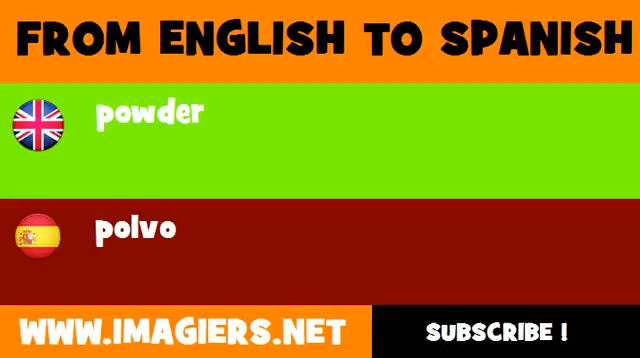 FROM ENGLISH TO SPANISH
powder
polvo
WWW.IMAGIERS.NET
SUBSCRIBE !